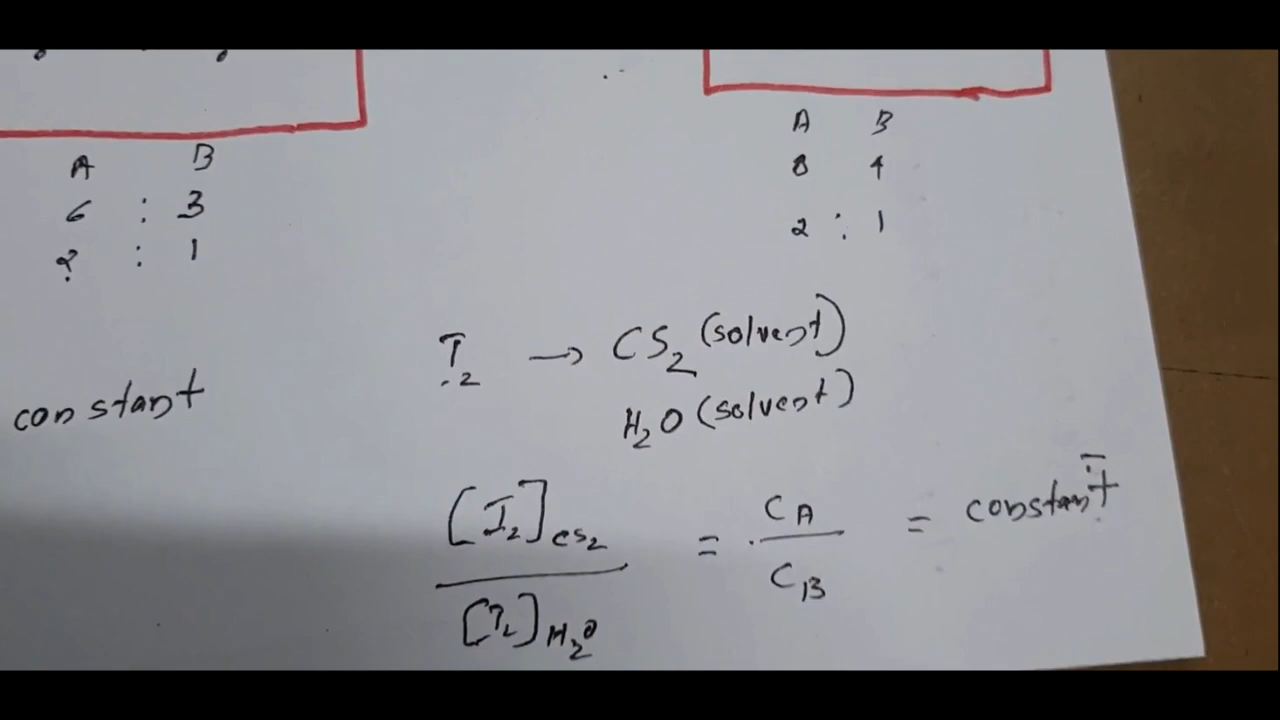 A B
6 : 3
2 : 1
A B
8 4
2 : 1
I2 → CS2 (solvent)
H2O (solvent)
constant
[I2]CS2 / [I2]H2O = CA / CB = constant